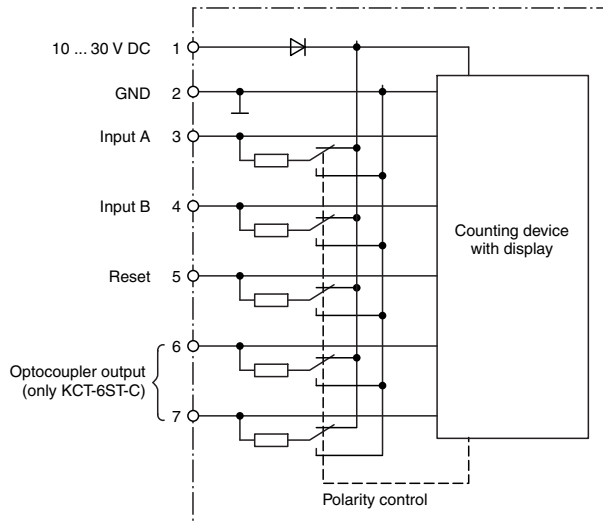 10 ... 30 V DC 1
GND 2
Input A 3
Input B 4
Reset 5
6
Optocoupler output
(only KCT-6ST-C)
7
Counting device
with display
Polarity control